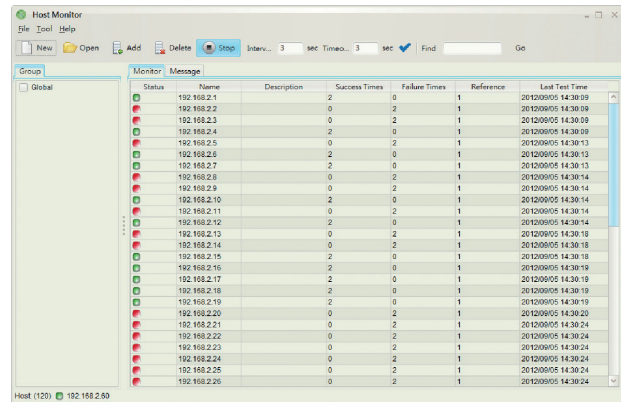 Host Monitor
File Tool Help
New Open Add Delete Stop Interv... 3 sec Timeo... 3 sec Find Go
Group Monitor Message
Global
Status Name Description Success Times Failure Times Reference Last Test Time
192.168.2.1 2 0 1 2012/09/05 14:30:09
192.168.2.2 0 2 1 2012/09/05 14:30:09
192.168.2.3 0 2 1 2012/09/05 14:30:09
192.168.2.4 2 0 1 2012/09/05 14:30:09
192.168.2.5 0 2 1 2012/09/05 14:30:13
192.168.2.6 2 0 1 2012/09/05 14:30:13
192.168.2.7 2 0 1 2012/09/05 14:30:13
192.168.2.8 0 2 1 2012/09/05 14:30:14
192.168.2.9 0 2 1 2012/09/05 14:30:14
192.168.2.10 2 0 1 2012/09/05 14:30:14
192.168.2.11 0 2 1 2012/09/05 14:30:14
192.168.2.12 2 0 1 2012/09/05 14:30:14
192.168.2.13 0 2 1 2012/09/05 14:30:18
192.168.2.14 0 2 1 2012/09/05 14:30:18
192.168.2.15 2 0 1 2012/09/05 14:30:18
192.168.2.16 2 0 1 2012/09/05 14:30:19
192.168.2.17 2 0 1 2012/09/05 14:30:19
192.168.2.18 2 0 1 2012/09/05 14:30:19
192.168.2.19 2 0 1 2012/09/05 14:30:19
192.168.2.20 0 2 1 2012/09/05 14:30:20
192.168.2.21 0 2 1 2012/09/05 14:30:24
192.168.2.22 0 2 1 2012/09/05 14:30:24
192.168.2.23 0 2 1 2012/09/05 14:30:24
192.168.2.24 0 2 1 2012/09/05 14:30:24
192.168.2.25 0 2 1 2012/09/05 14:30:24
192.168.2.26 0 2 1 2012/09/05 14:30:24
Host: (120) 192.168.2.60